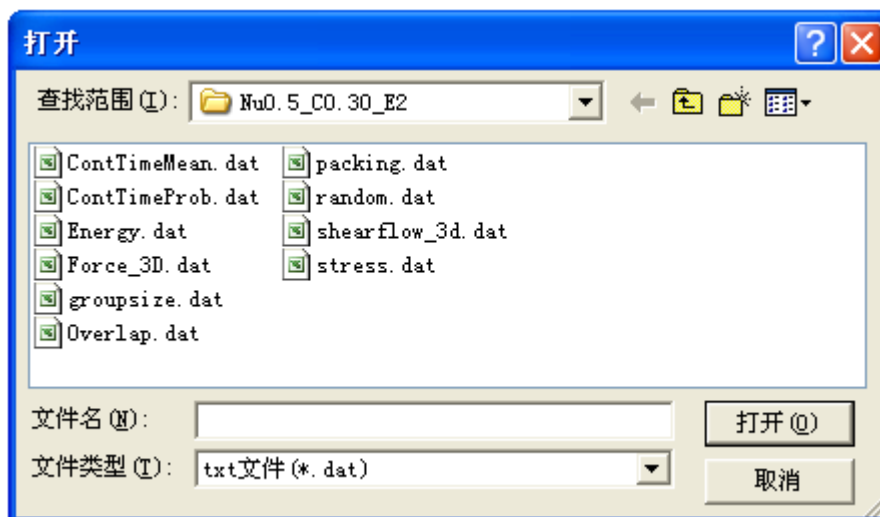 打开
查找范围(I): Nu0.5_C0.30_E2
ContTimeMean.dat packing.dat
ContTimeProb.dat random.dat
Energy.dat shearflow_3d.dat
Force_3D.dat stress.dat
groupsize.dat
Overlap.dat
文件名(N): 打开(O)
文件类型(T): txt文件(*.dat) 取消